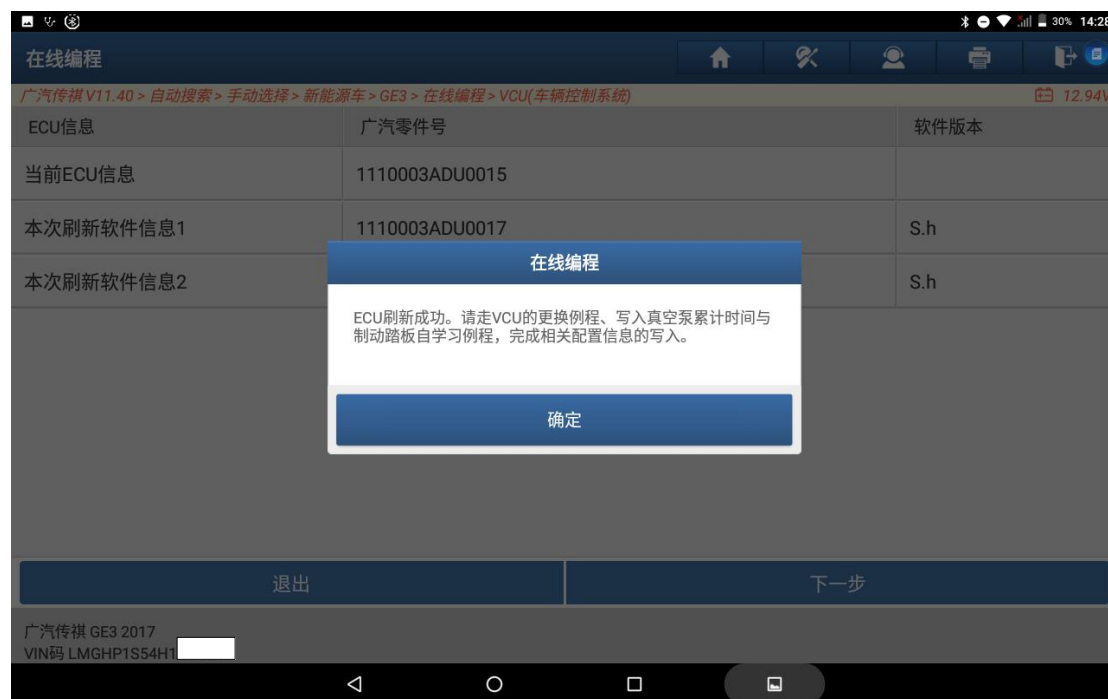 30% 14:28
在线编程
广汽传祺 V11.40 > 自动搜索 > 手动选择 > 新能源车 > GE3 > 在线编程 > VCU(车辆控制系统) 12.94V
ECU信息 广汽零件号 软件版本
当前ECU信息 1110003ADU0015
本次刷新软件信息1 1110003ADU0017 S.h
本次刷新软件信息2 S.h
在线编程
ECU刷新成功。请走VCU的更换例程、写入真空泵累计时间与
制动踏板自学习例程，完成相关配置信息的写入。
确定
退出 下一步
广汽传祺 GE3 2017
VIN码 LMGHP1S54H1